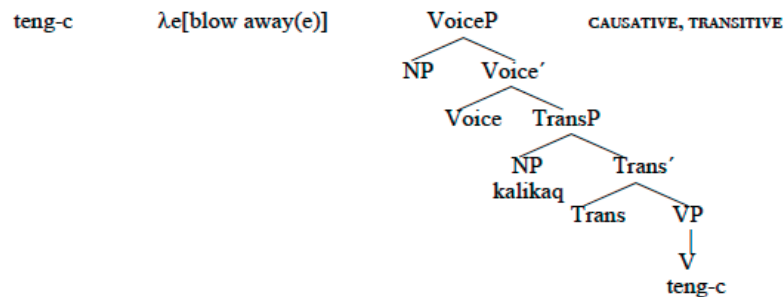 teng-c λe[blow away(e)] VoiceP CAUSATIVE, TRANSITIVE
NP Voice′
Voice TransP
NP Trans′
kalikaq
Trans VP
V
teng-c